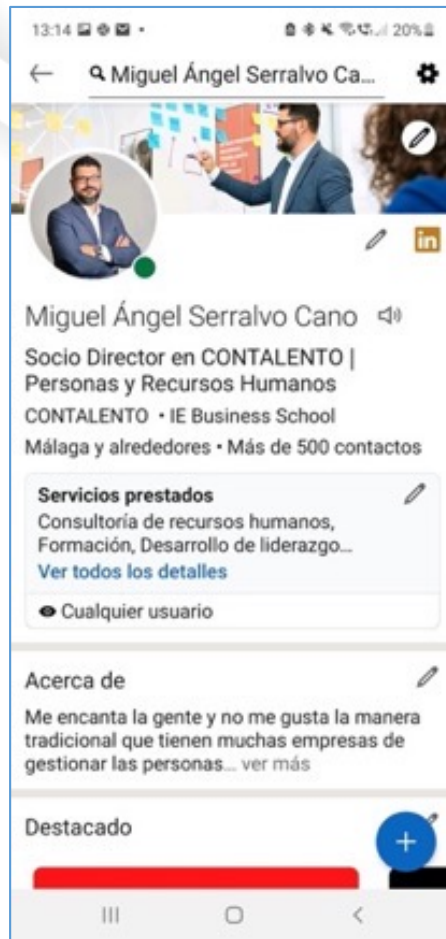 13:14
20%
Miguel Ángel Serralvo Ca...
in
Miguel Ángel Serralvo Cano
Socio Director en CONTALENTO |
Personas y Recursos Humanos
CONTALENTO • IE Business School
Málaga y alrededores • Más de 500 contactos
Servicios prestados
Consultoría de recursos humanos,
Formación, Desarrollo de liderazgo...
Ver todos los detalles
Cualquier usuario
Acerca de
Me encanta la gente y no me gusta la manera
tradicional que tienen muchas empresas de
gestionar las personas... ver más
Destacado